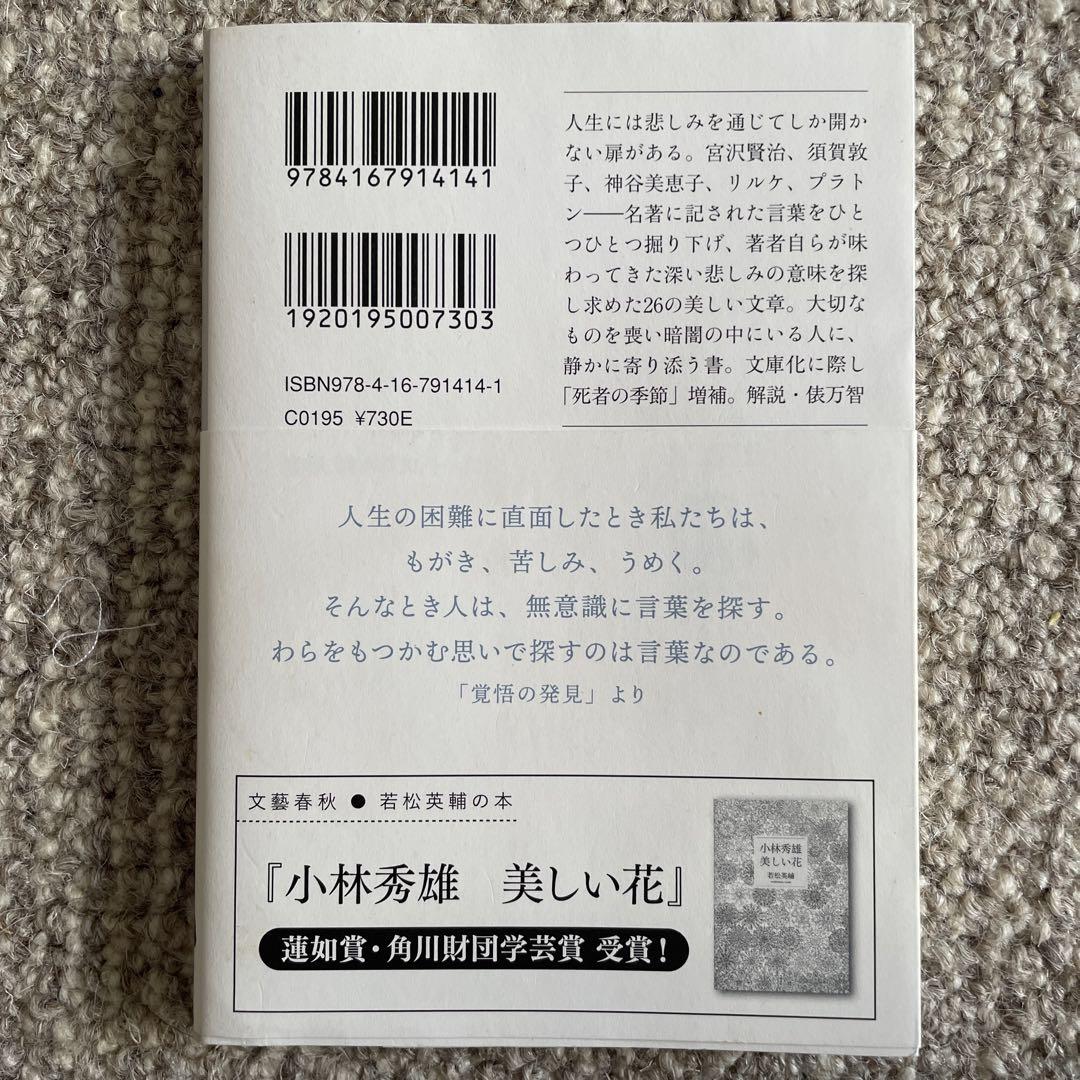 9784167914141
1920195007303
ISBN978-4-16-791414-1
C0195 ¥730E
人生には悲しみを通じてしか開か
ない扉がある。宮沢賢治、須賀敦
子、神谷美恵子、リルケ、プラト
ン――名著に記された言葉をひと
つひとつ掘り下げ、著者自らが味
わってきた深い悲しみの意味を探
し求めた26の美しい文章。大切な
ものを喪い暗闇の中にいる人に、
静かに寄り添う書。文庫化に際し
「死者の季節」増補。解説・俵万智
人生の困難に直面したとき私たちは、
もがき、苦しみ、うめく。
そんなとき人は、無意識に言葉を探す。
わらをもつかむ思いで探すのは言葉なのである。
「覚悟の発見」より
文藝春秋 ● 若松英輔の本
『小林秀雄 美しい花』
蓮如賞・角川財団学芸賞 受賞！
小林秀雄
美しい花
若松英輔